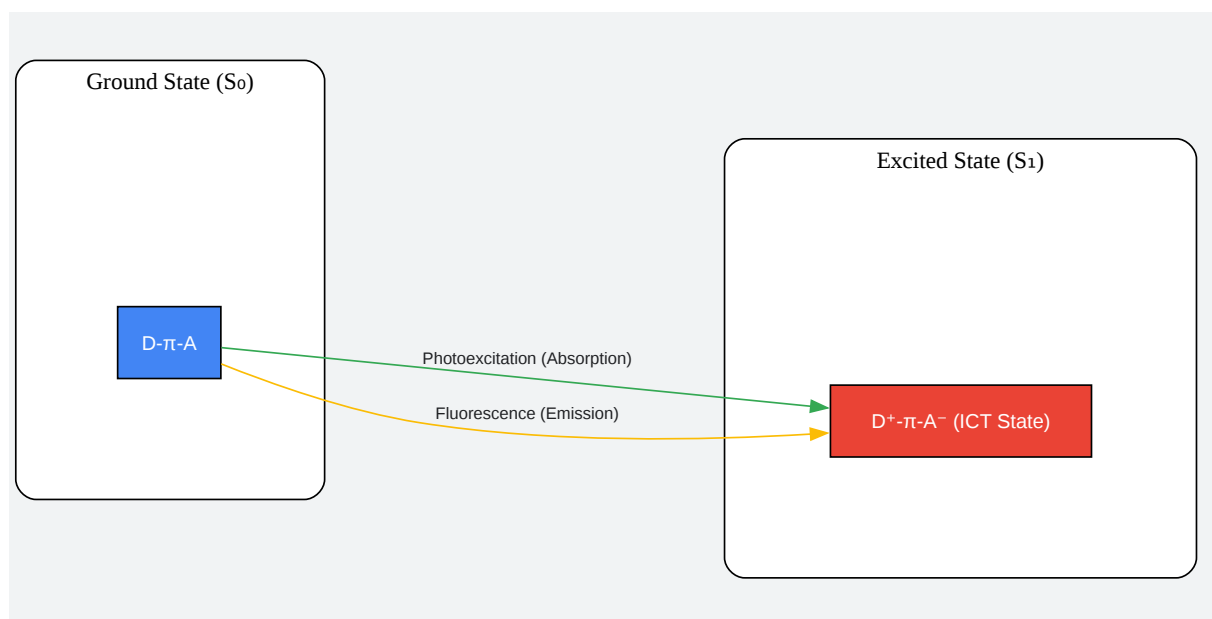 Ground State (S₀)
Excited State (S₁)
D-π-A
Photoexcitation (Absorption)
Fluorescence (Emission)
D⁺-π-A⁻ (ICT State)